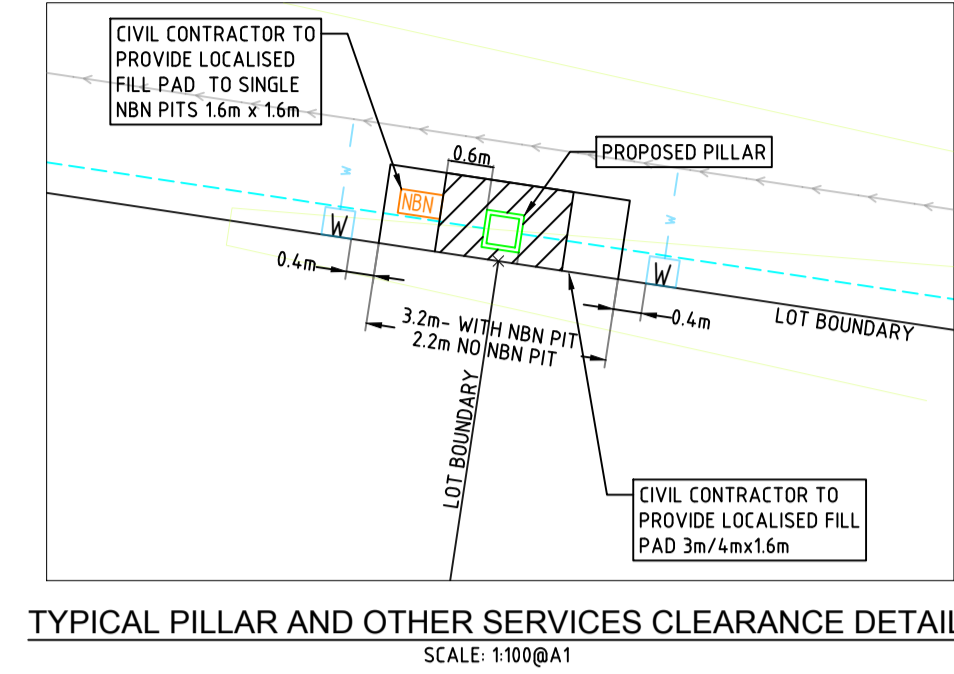 CIVIL CONTRACTOR TO
PROVIDE LOCALISED
FILL PAD TO SINGLE
NBN PITS 1.6m x 1.6m
0.6m
PROPOSED PILLAR
W
W
NBN
W
W
0.4m
3.2m- WITH NBN PIT
2.2m NO NBN PIT
0.4m
LOT BOUNDARY
LOT BOUNDARY
CIVIL CONTRACTOR TO
PROVIDE LOCALISED FILL
PAD 3m/4mx1.6m
TYPICAL PILLAR AND OTHER SERVICES CLEARANCE DETAIL
SCALE: 1:100@A1